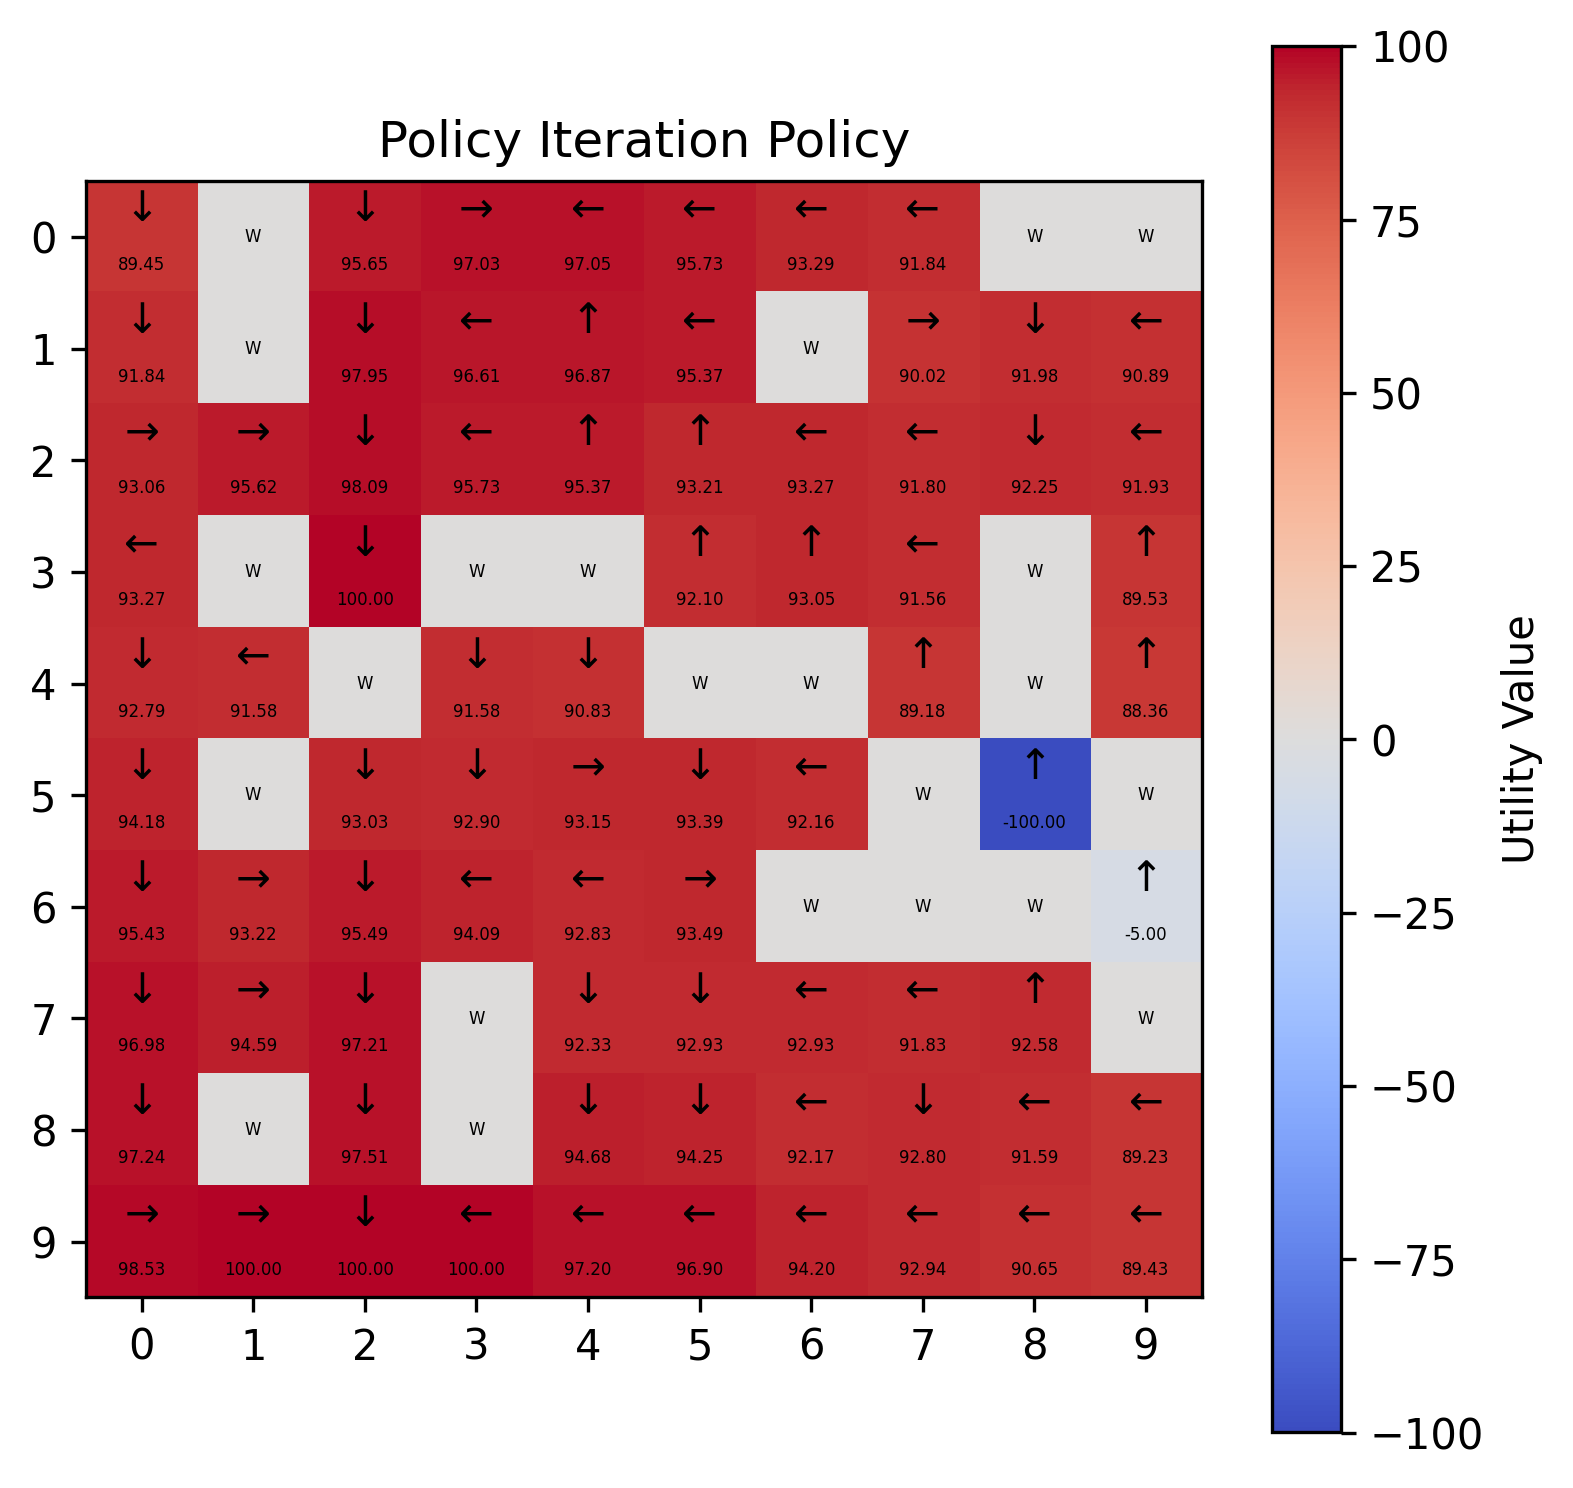 Policy Iteration Policy
0 ↓ W ↓ → ← ← ← ← W W
89.45 95.65 97.03 97.05 95.73 93.29 91.84
1 ↓ W ↓ ← ↑ ← W → ↓ ←
91.84 97.95 96.61 96.87 95.37 90.02 91.98 90.89
2 → → ↓ ← ↑ ↑ ← ← ↓ ←
93.06 95.62 98.09 95.73 95.37 93.21 93.27 91.80 92.25 91.93
3 ← W ↓ W W ↑ ↑ ← W ↑
93.27 100.00 92.10 93.05 91.56 89.53
4 ↓ ← W ↓ ↓ W W ↑ W ↑
92.79 91.58 91.58 90.83 89.18 88.36
5 ↓ W ↓ ↓ → ↓ ← W ↑ W
94.18 93.03 92.90 93.15 93.39 92.16 -100.00
6 ↓ → ↓ ← ← → W W W ↑
95.43 93.22 95.49 94.09 92.83 93.49 -5.00
7 ↓ → ↓ W ↓ ↓ ← ← ↑ W
96.98 94.59 97.21 92.33 92.93 92.93 91.83 92.58
8 ↓ W ↓ W ↓ ↓ ← ↓ ← ←
97.24 97.51 94.68 94.25 92.17 92.80 91.59 89.23
9 → → ↓ ← ← ← ← ← ← ←
98.53 100.00 100.00 100.00 97.20 96.90 94.20 92.94 90.65 89.43
0 1 2 3 4 5 6 7 8 9
100
75
50
25
0
−25
−50
−75
−100
Utility Value